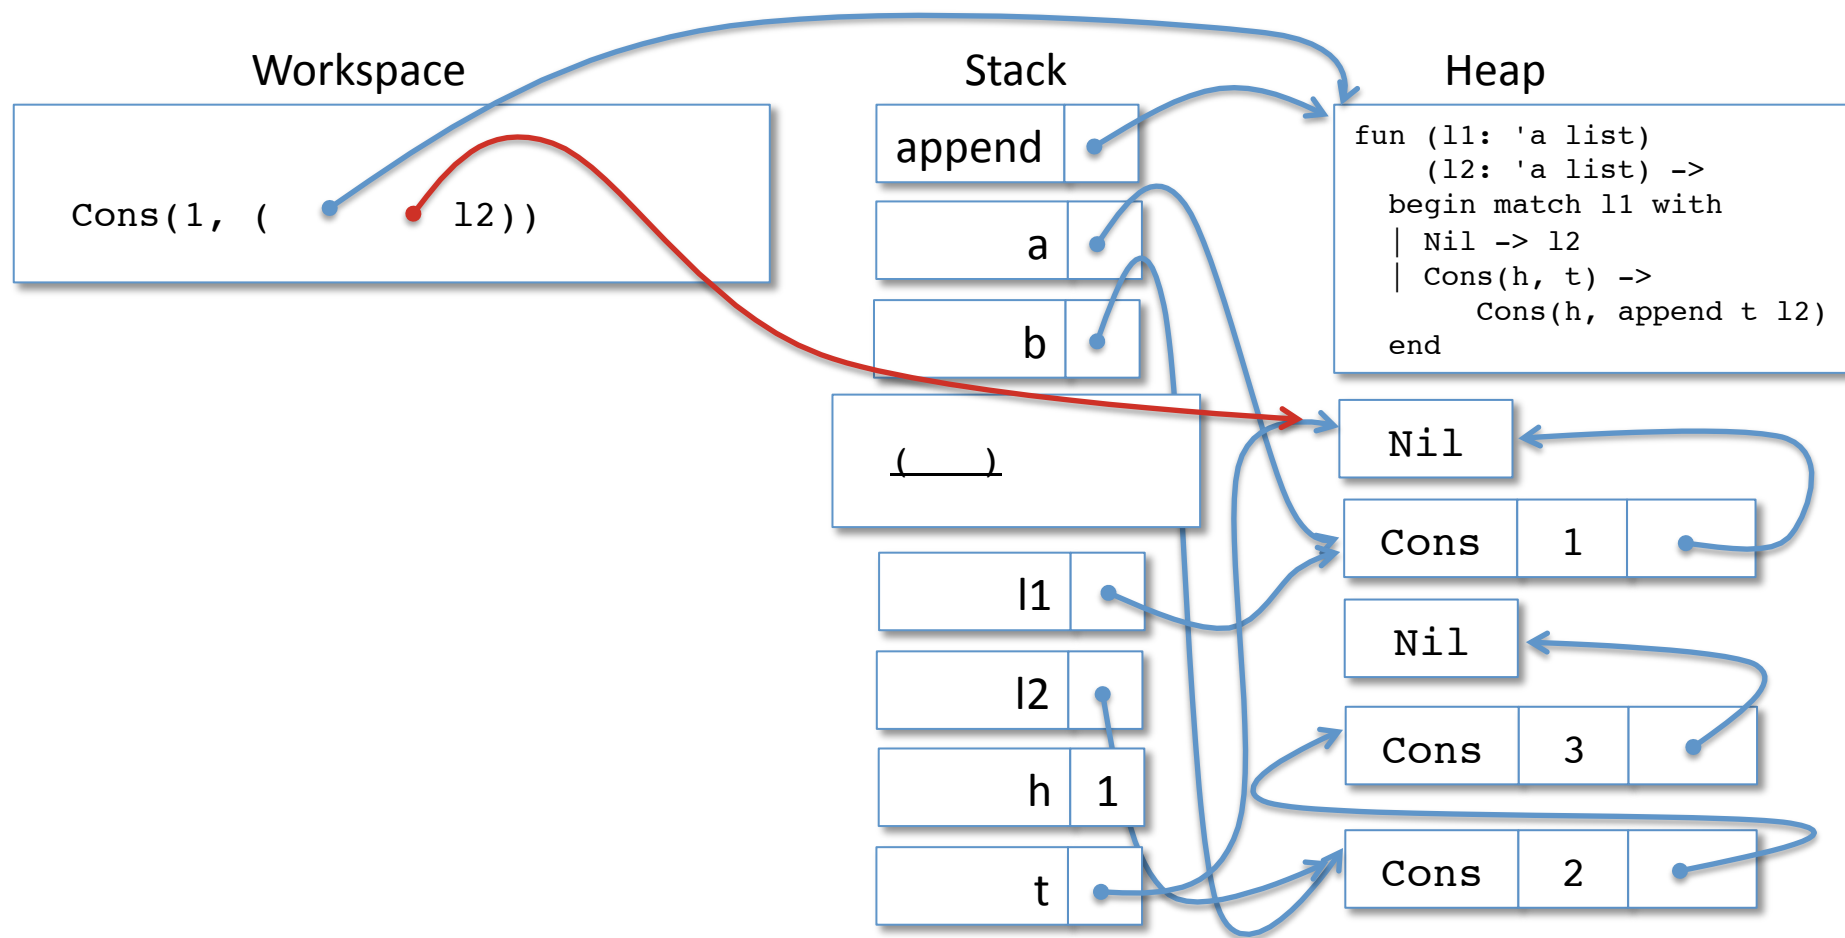 Workspace
Stack
Heap
Cons(1, ( l2))
append
a
b
( )
l1
l2
h 1
t
fun (l1: 'a list)
(l2: 'a list) ->
begin match l1 with
| Nil -> l2
| Cons(h, t) ->
Cons(h, append t l2)
end
Nil
Cons 1
Nil
Cons 3
Cons 2